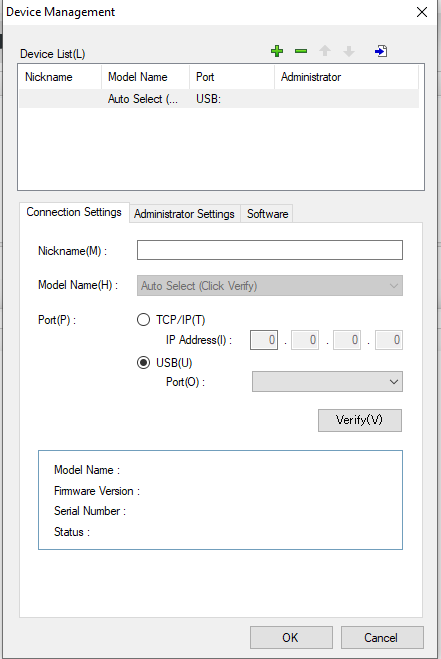 Device Management
Device List(L)
Nickname Model Name Port Administrator
Auto Select (... USB:
Connection Settings Administrator Settings Software
Nickname(M) :
Model Name(H) : Auto Select (Click Verify)
Port(P) : TCP/IP(T)
IP Address(I) : 0 . 0 . 0 . 0
USB(U)
Port(O) :
Verify(V)
Model Name :
Firmware Version :
Serial Number :
Status :
OK Cancel